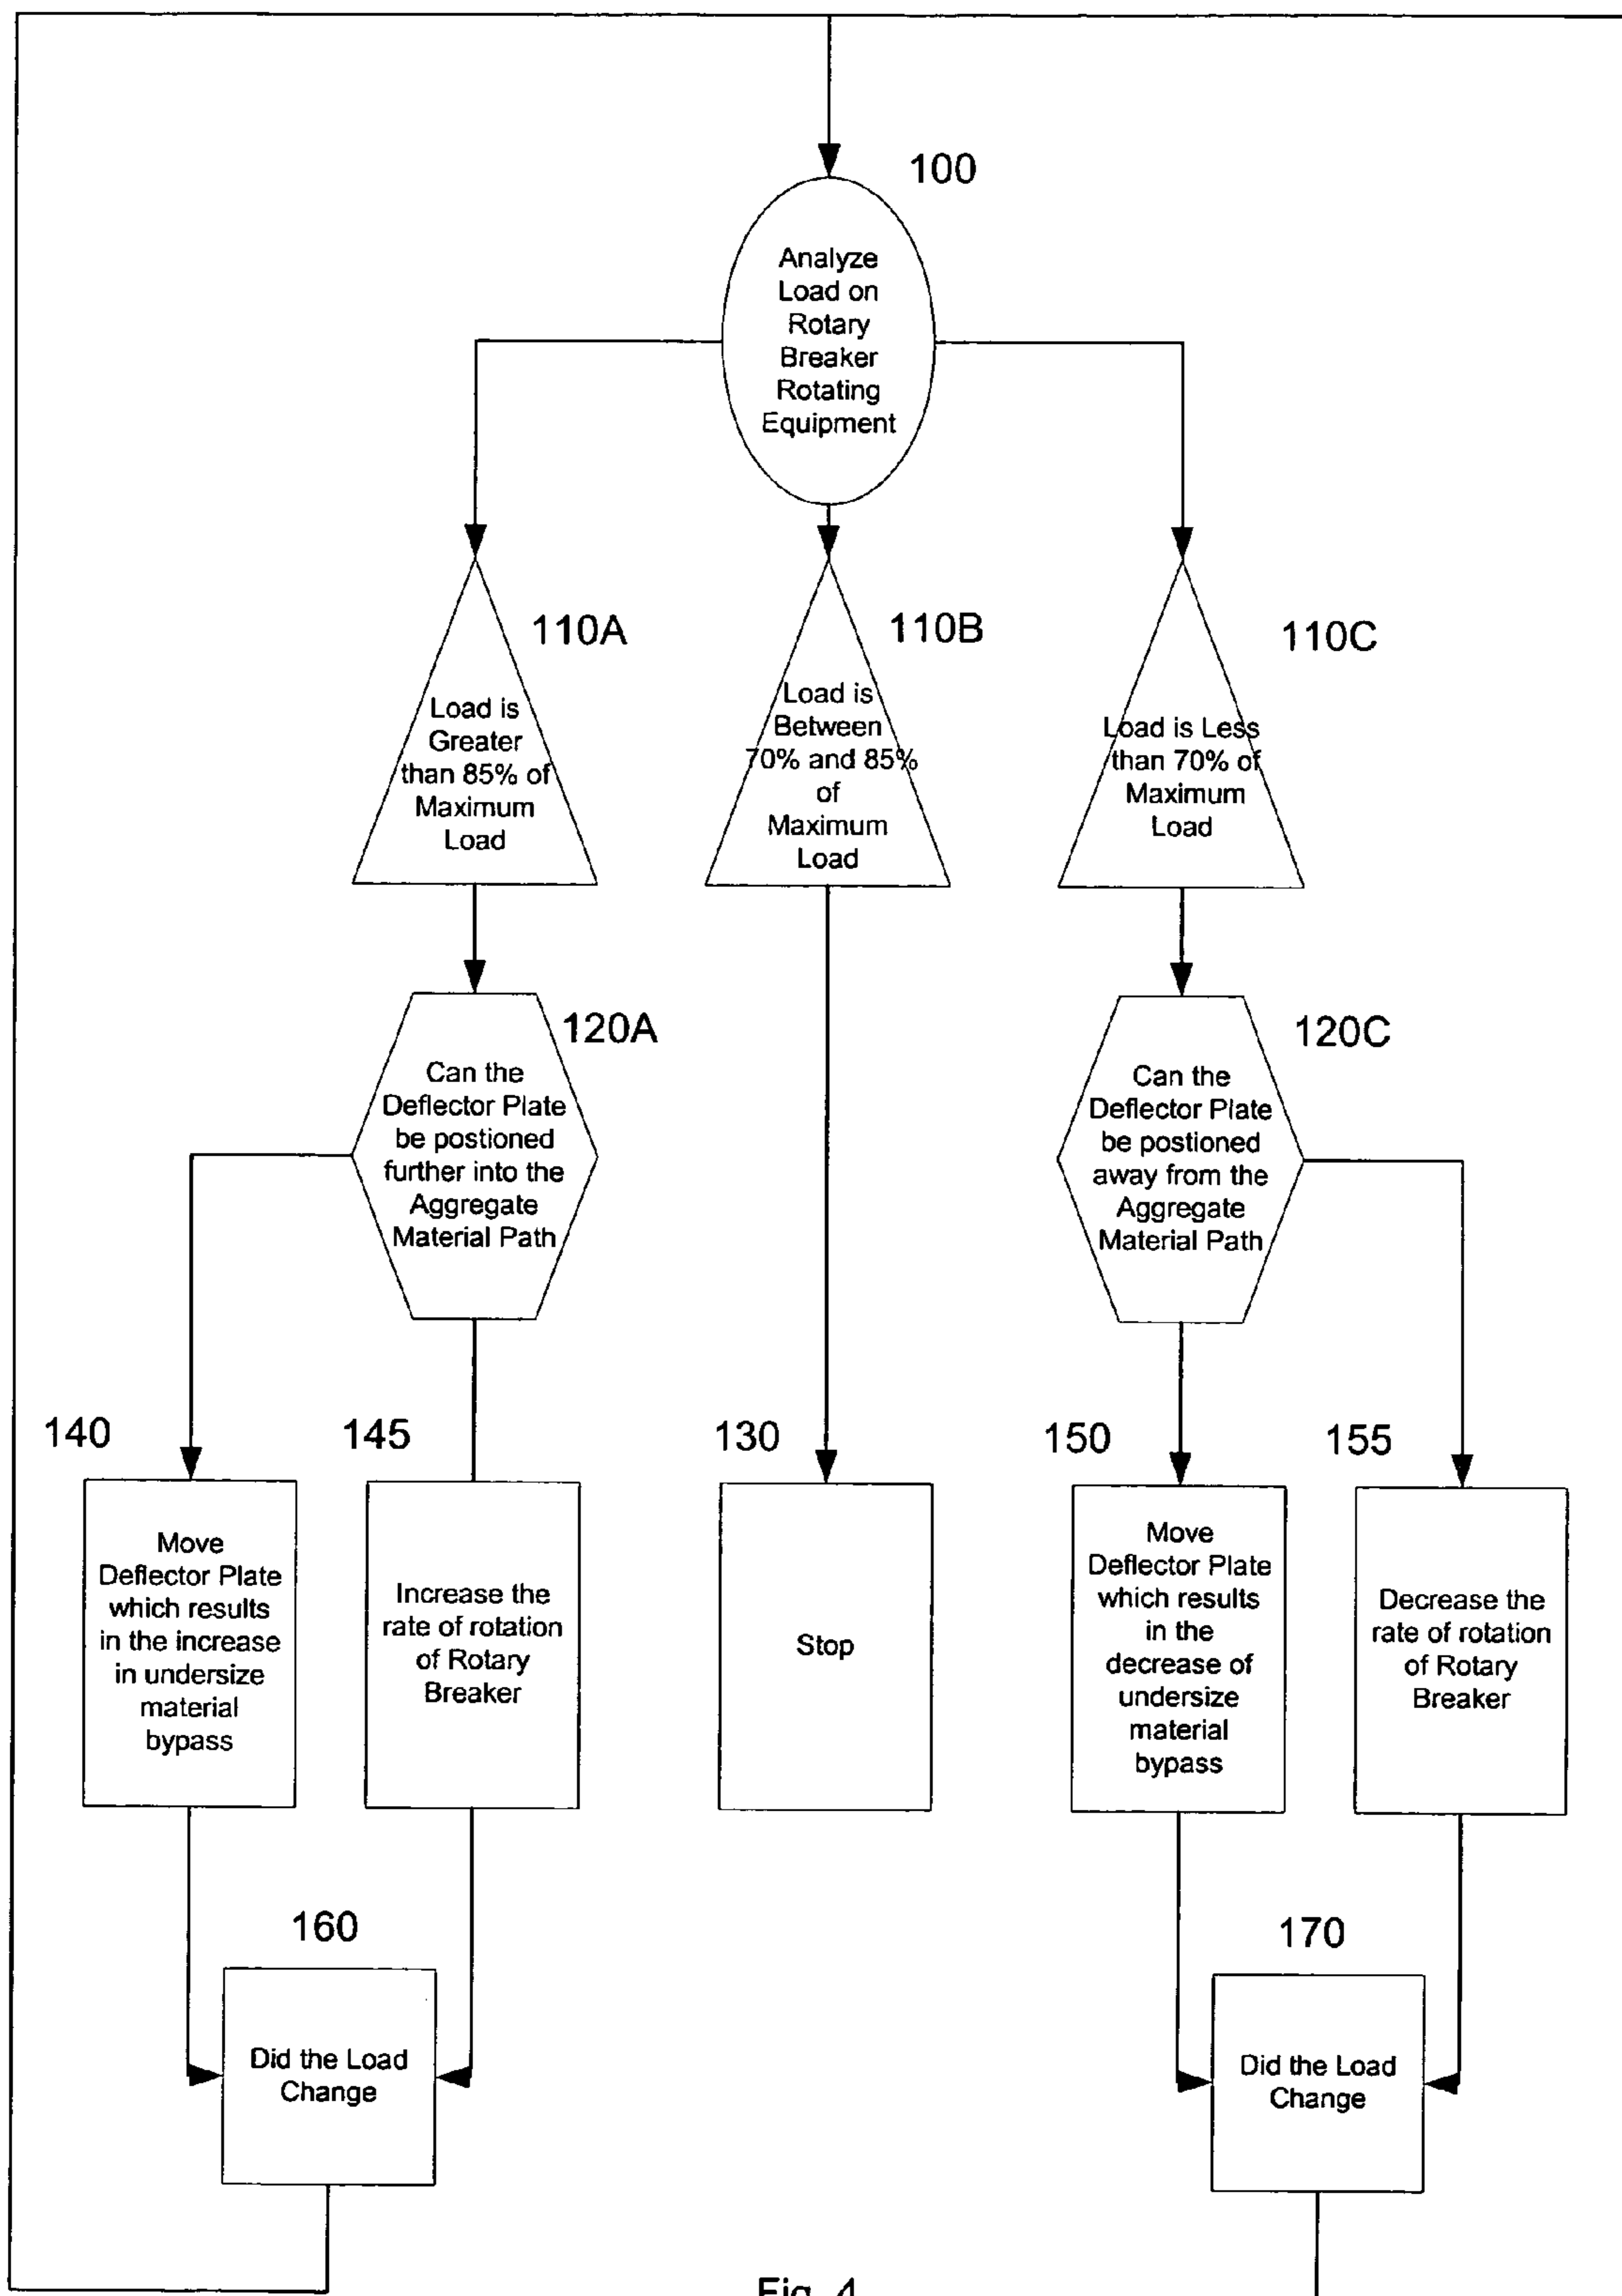 100
Analyze
Load on
Rotary
Breaker
Rotating
Equipment
110A
Load is
Greater
than 85% of
Maximum
Load
110B
Load is
Between
70% and 85%
of
Maximum
Load
110C
Load is Less
than 70% of
Maximum
Load
120A
Can the
Deflector Plate
be postioned
further into the
Aggregate
Material Path
120C
Can the
Deflector Plate
be postioned
away from the
Aggregate
Material Path
140
Move
Deflector Plate
which results
in the increase
in undersize
material
bypass
145
Increase the
rate of rotation
of Rotary
Breaker
130
Stop
150
Move
Deflector Plate
which results
in the
decrease of
undersize
material
bypass
155
Decrease the
rate of rotation
of Rotary
Breaker
160
Did the Load
Change
170
Did the Load
Change
Fig. 4